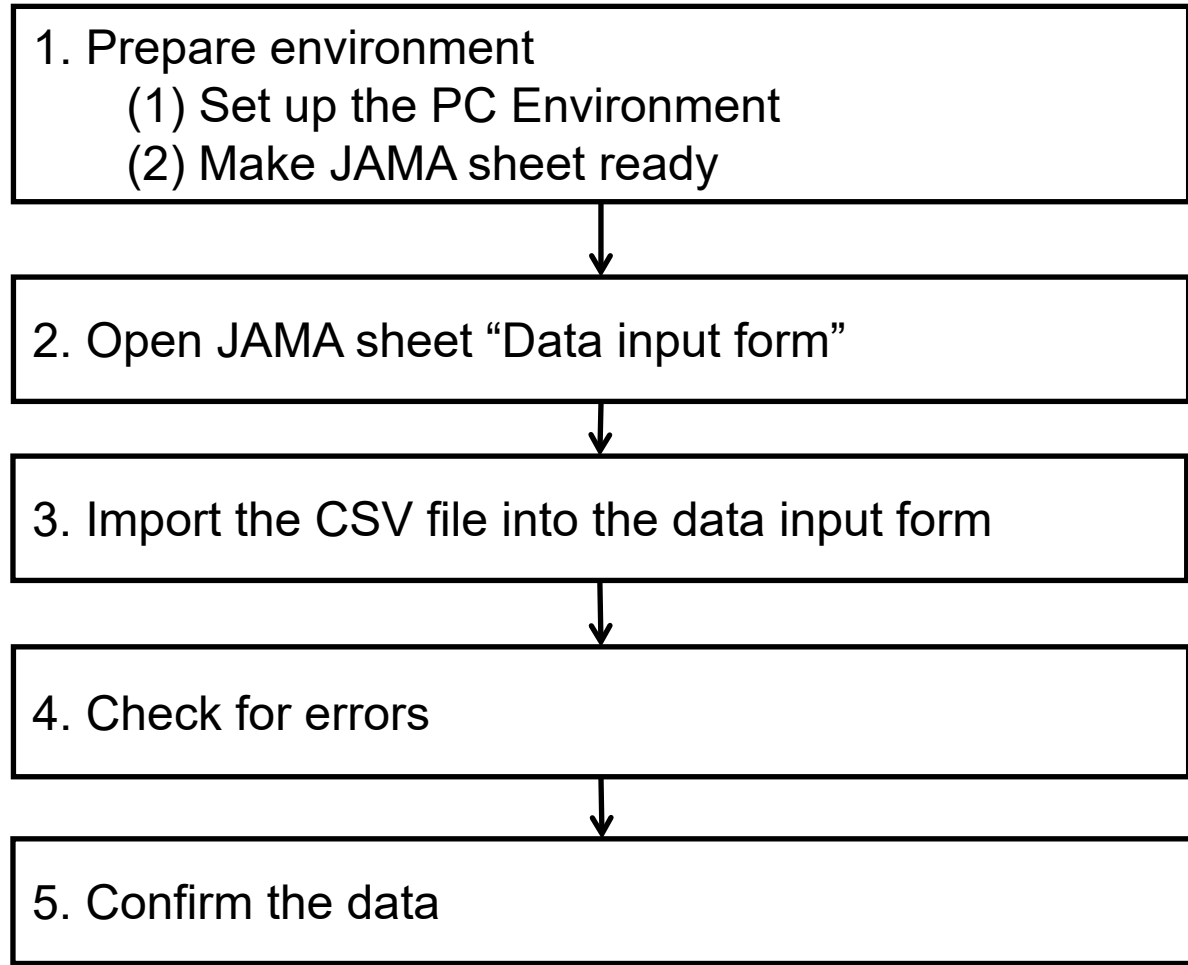 1. Prepare environment
(1) Set up the PC Environment
(2) Make JAMA sheet ready
2. Open JAMA sheet “Data input form”
3. Import the CSV file into the data input form
4. Check for errors
5. Confirm the data